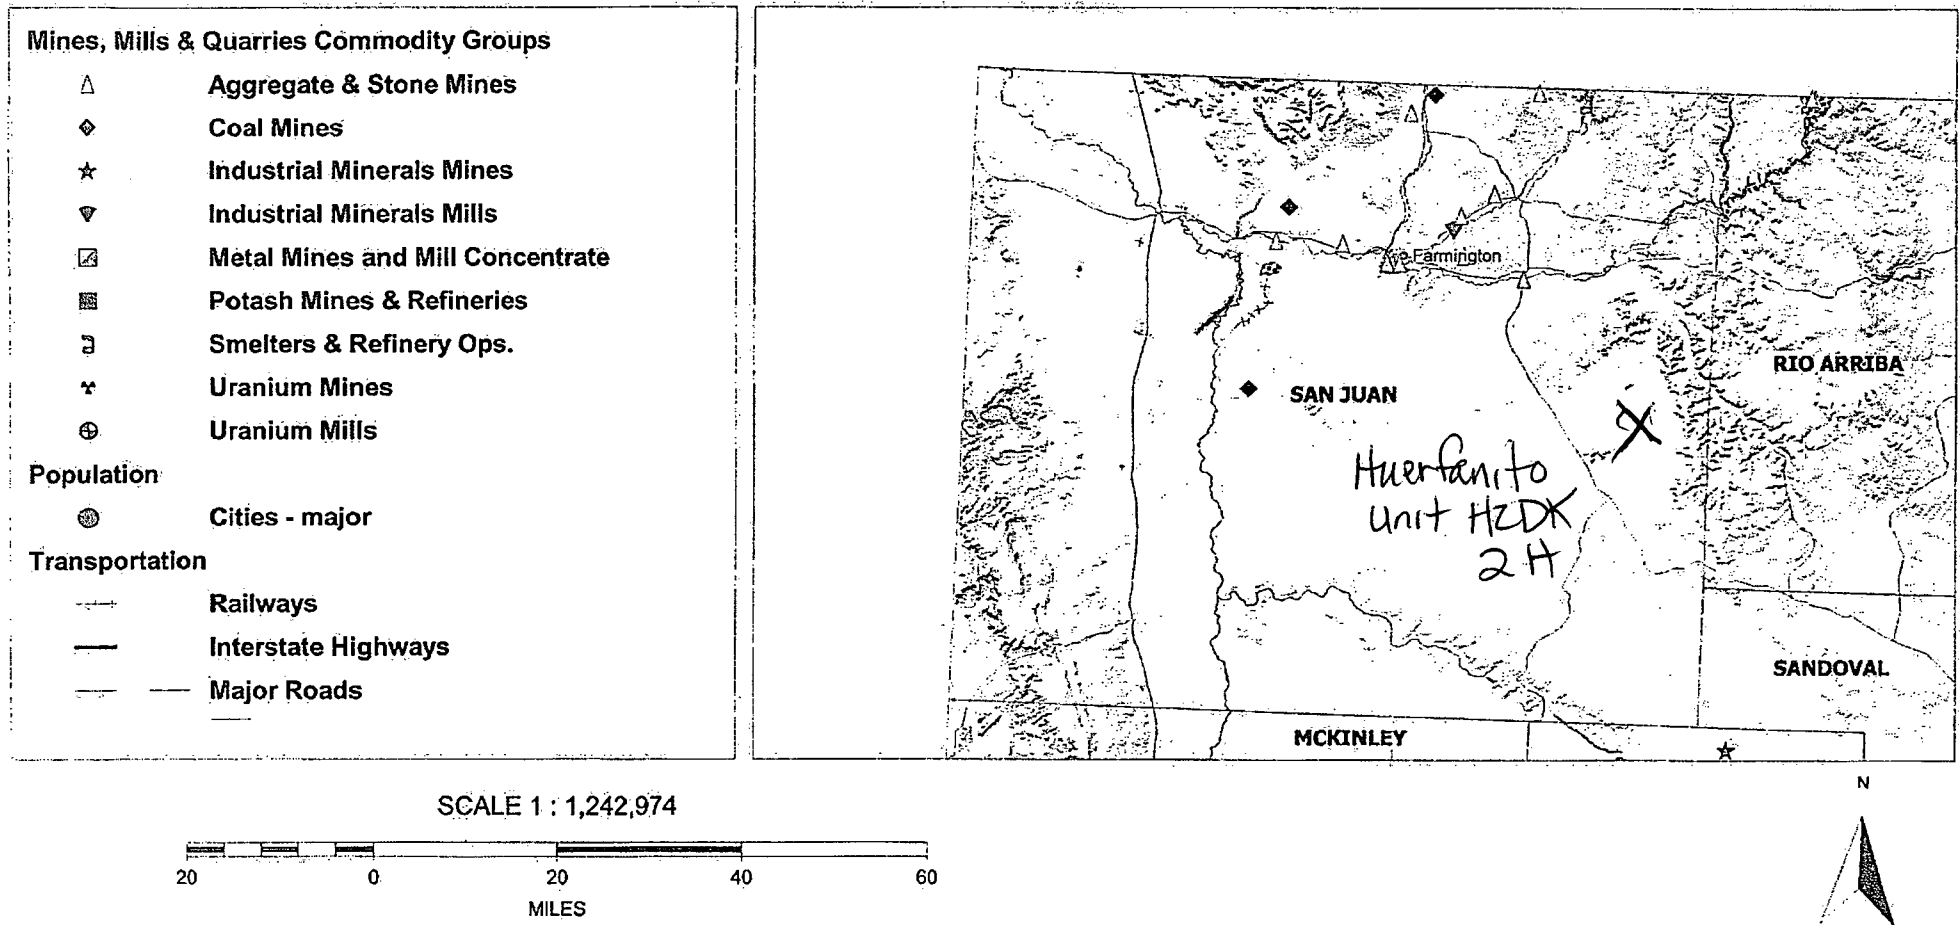 Mines, Mills & Quarries Commodity Groups
Aggregate & Stone Mines
Coal Mines
Industrial Minerals Mines
Industrial Minerals Mills
Metal Mines and Mill Concentrate
Potash Mines & Refineries
Smelters & Refinery Ops.
Uranium Mines
Uranium Mills
Population
Cities - major
Transportation
Railways
Interstate Highways
Major Roads
Farmington
RIO ARRIBA
SAN JUAN
Huerfanito
Unit HZDK
2H
SANDOVAL
MCKINLEY
SCALE 1 : 1,242,974
20 0 20 40 60
MILES
N